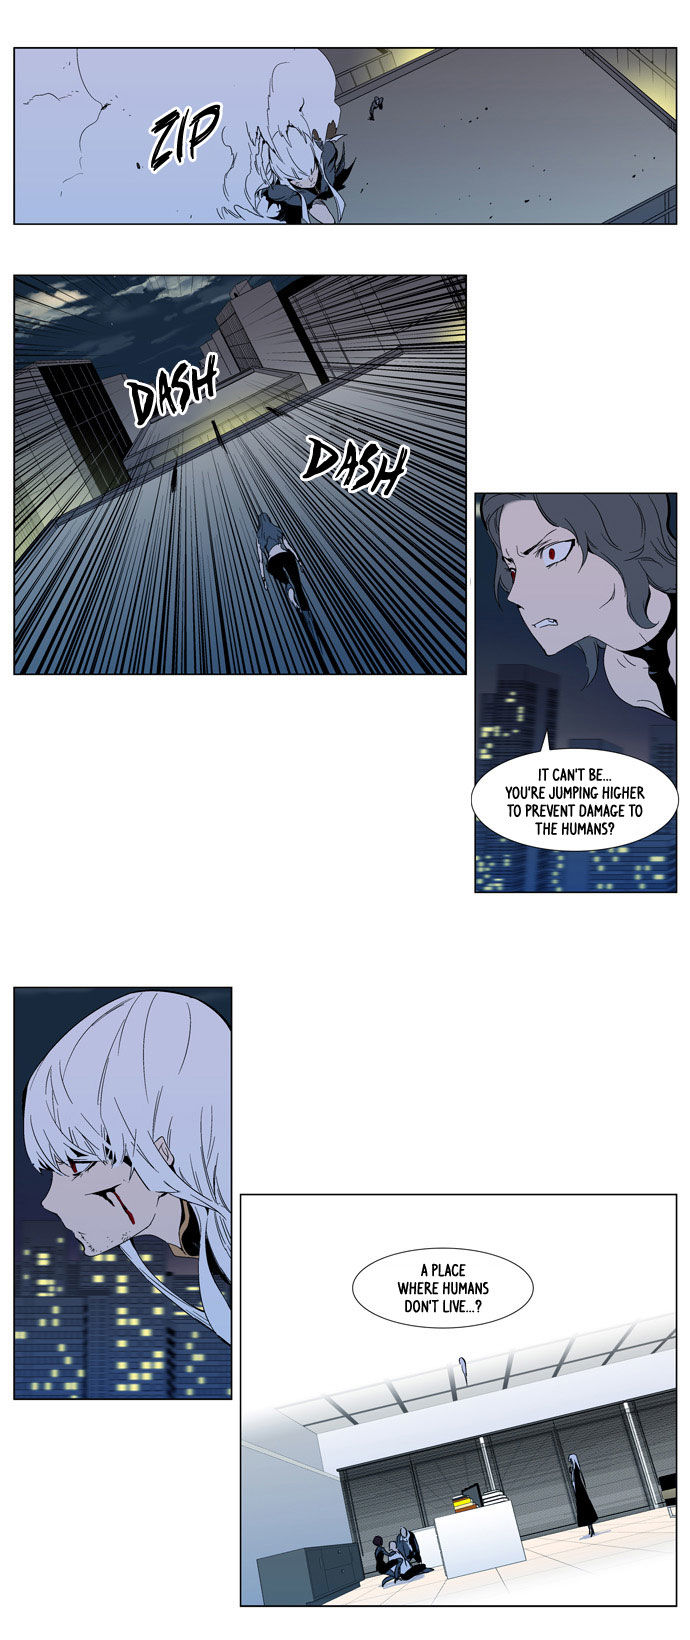 ZIP
DASH
DASH
IT CAN'T BE...
YOU'RE JUMPING HIGHER
TO PREVENT DAMAGE TO
THE HUMANS?
A PLACE
WHERE HUMANS
DON'T LIVE...?